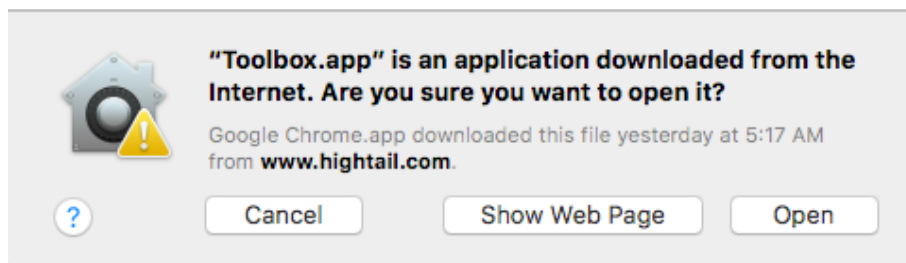 “Toolbox.app” is an application downloaded from the
Internet. Are you sure you want to open it?
Google Chrome.app downloaded this file yesterday at 5:17 AM
from www.hightail.com.
?
Cancel
Show Web Page
Open